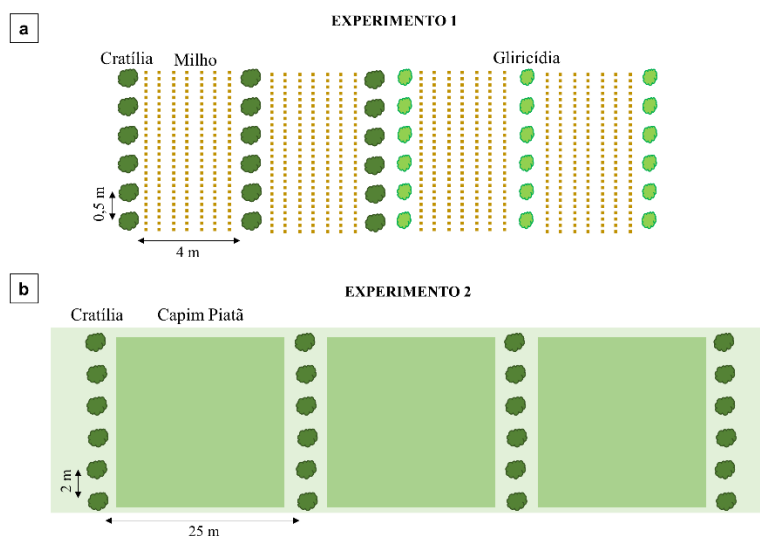 EXPERIMENTO 1
a
Cratília Milho Gliricídia
0,5 m
4 m
b
EXPERIMENTO 2
Cratília Capim Piatã
2 m
25 m